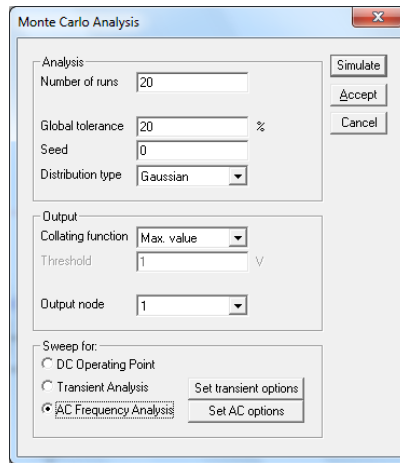 Monte Carlo Analysis
Analysis
Number of runs 20
Global tolerance 20 %
Seed 0
Distribution type Gaussian
Simulate
Accept
Cancel
Output
Collating function Max. value
Threshold 1 V
Output node 1
Sweep for:
DC Operating Point
Transient Analysis Set transient options
AC Frequency Analysis Set AC options